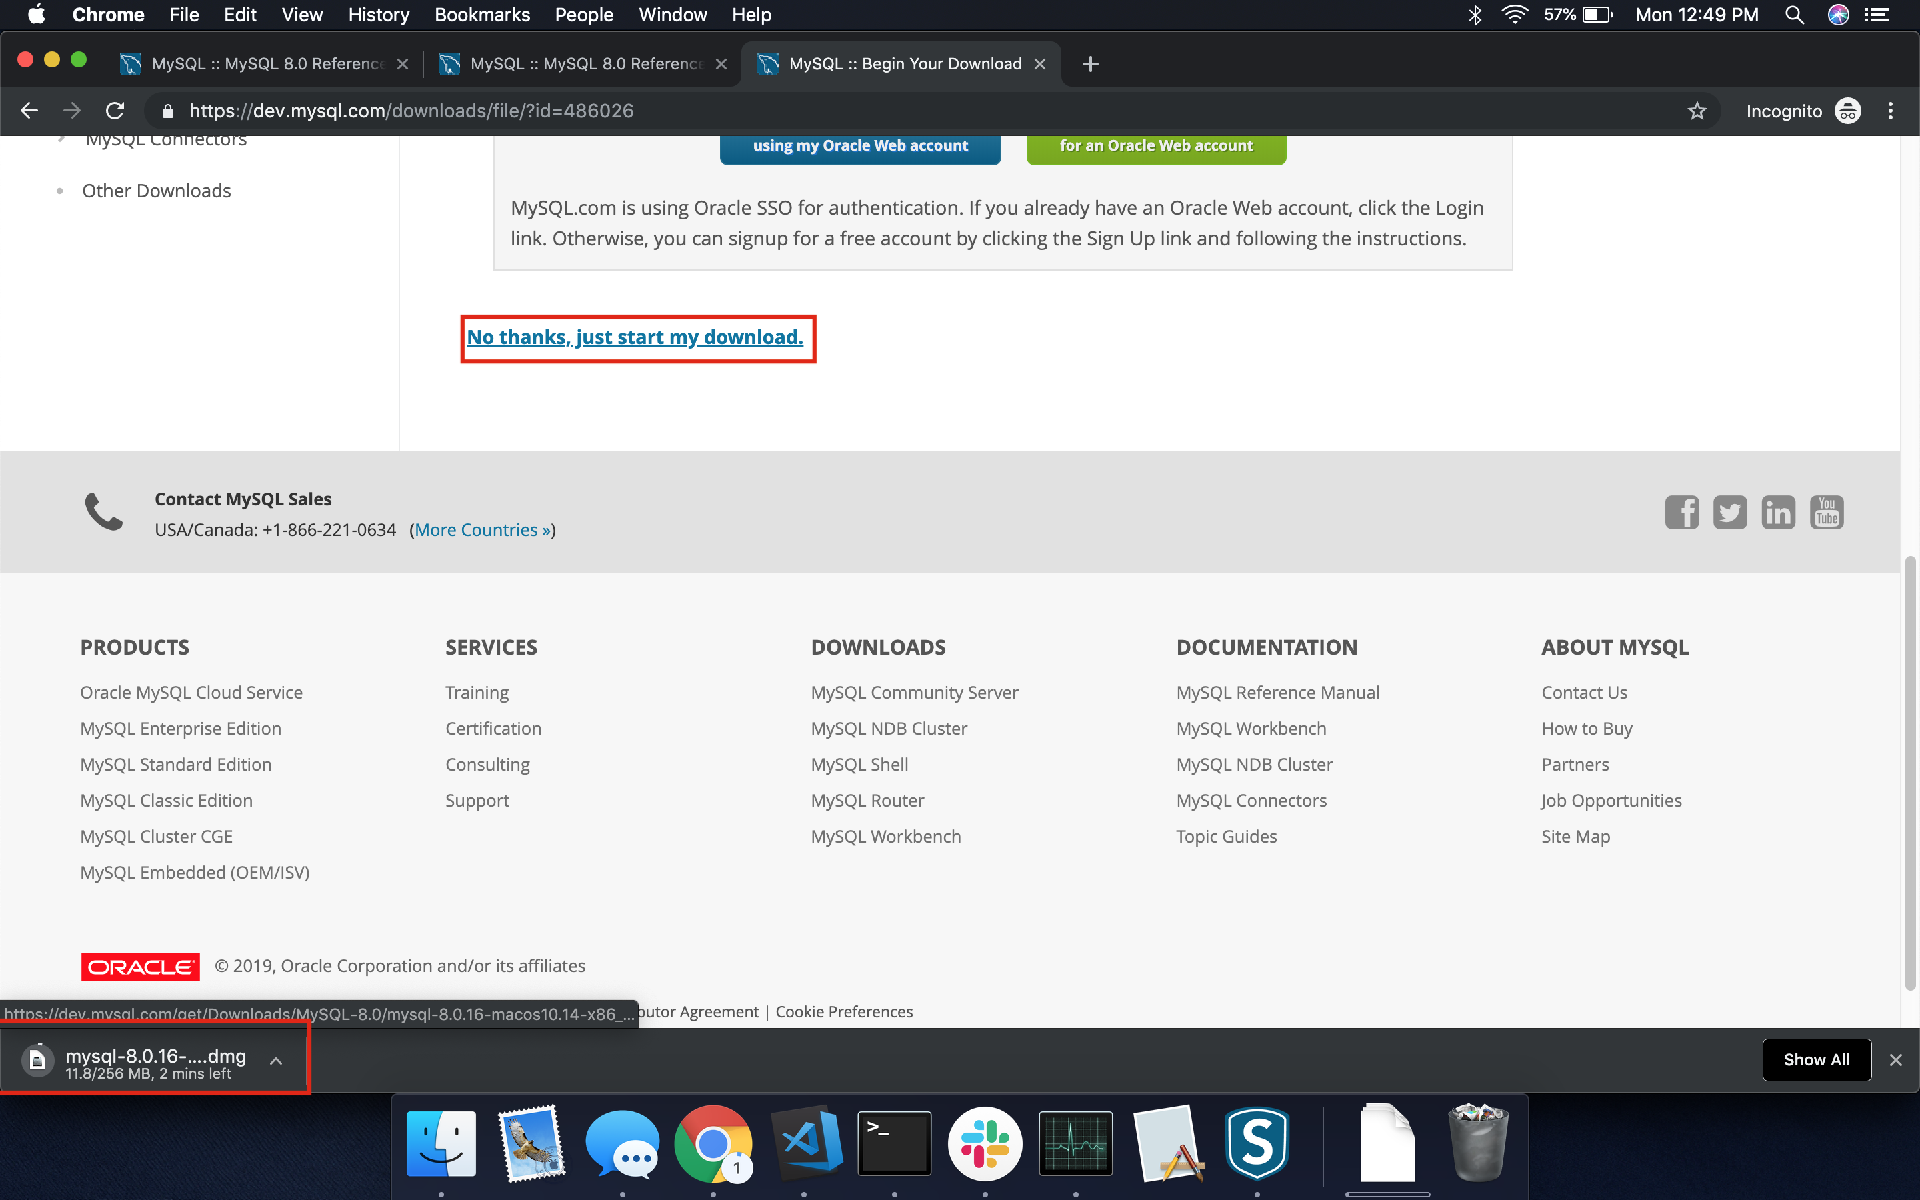 Chrome File Edit View History Bookmarks People Window Help 57% Mon 12:49 PM
MySQL :: MySQL 8.0 Reference MySQL :: MySQL 8.0 Reference MySQL :: Begin Your Download
https://dev.mysql.com/downloads/file/?id=486026 Incognito
MySQL Connectors
Other Downloads
using my Oracle Web account for an Oracle Web account
MySQL.com is using Oracle SSO for authentication. If you already have an Oracle Web account, click the Login
link. Otherwise, you can signup for a free account by clicking the Sign Up link and following the instructions.
No thanks, just start my download.
Contact MySQL Sales
USA/Canada: +1-866-221-0634 (More Countries »)
You
Tube
PRODUCTS
Oracle MySQL Cloud Service
MySQL Enterprise Edition
MySQL Standard Edition
MySQL Classic Edition
MySQL Cluster CGE
MySQL Embedded (OEM/ISV)
SERVICES
Training
Certification
Consulting
Support
DOWNLOADS
MySQL Community Server
MySQL NDB Cluster
MySQL Shell
MySQL Router
MySQL Workbench
DOCUMENTATION
MySQL Reference Manual
MySQL Workbench
MySQL NDB Cluster
MySQL Connectors
Topic Guides
ABOUT MYSQL
Contact Us
How to Buy
Partners
Job Opportunities
Site Map
ORACLE © 2019, Oracle Corporation and/or its affiliates
https://dev.mysql.com/get/Downloads/MySQL-8.0/mysql-8.0.16-macos10.14-x86_... butor Agreement | Cookie Preferences
mysql-8.0.16-....dmg
11.8/256 MB, 2 mins left
Show All
1